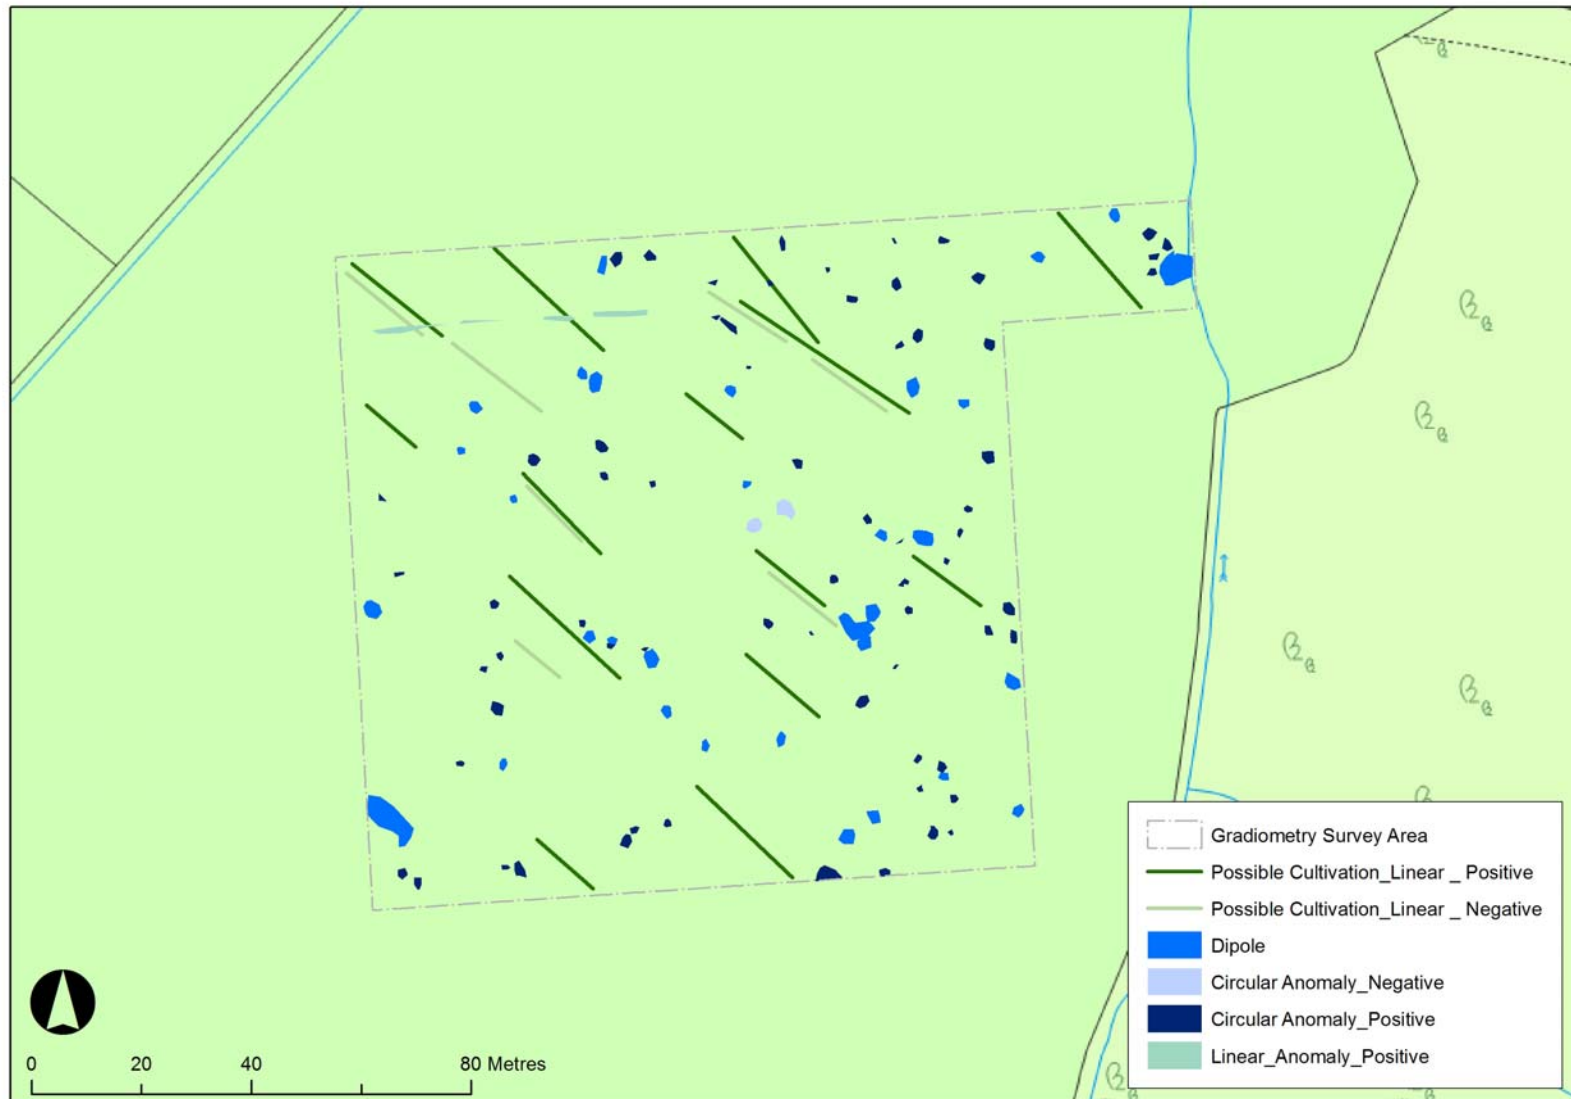 Gradiometry Survey Area
Possible Cultivation_Linear _ Positive
Possible Cultivation_Linear _ Negative
Dipole
Circular Anomaly_Negative
Circular Anomaly_Positive
Linear_Anomaly_Positive
0 20 40 80 Metres